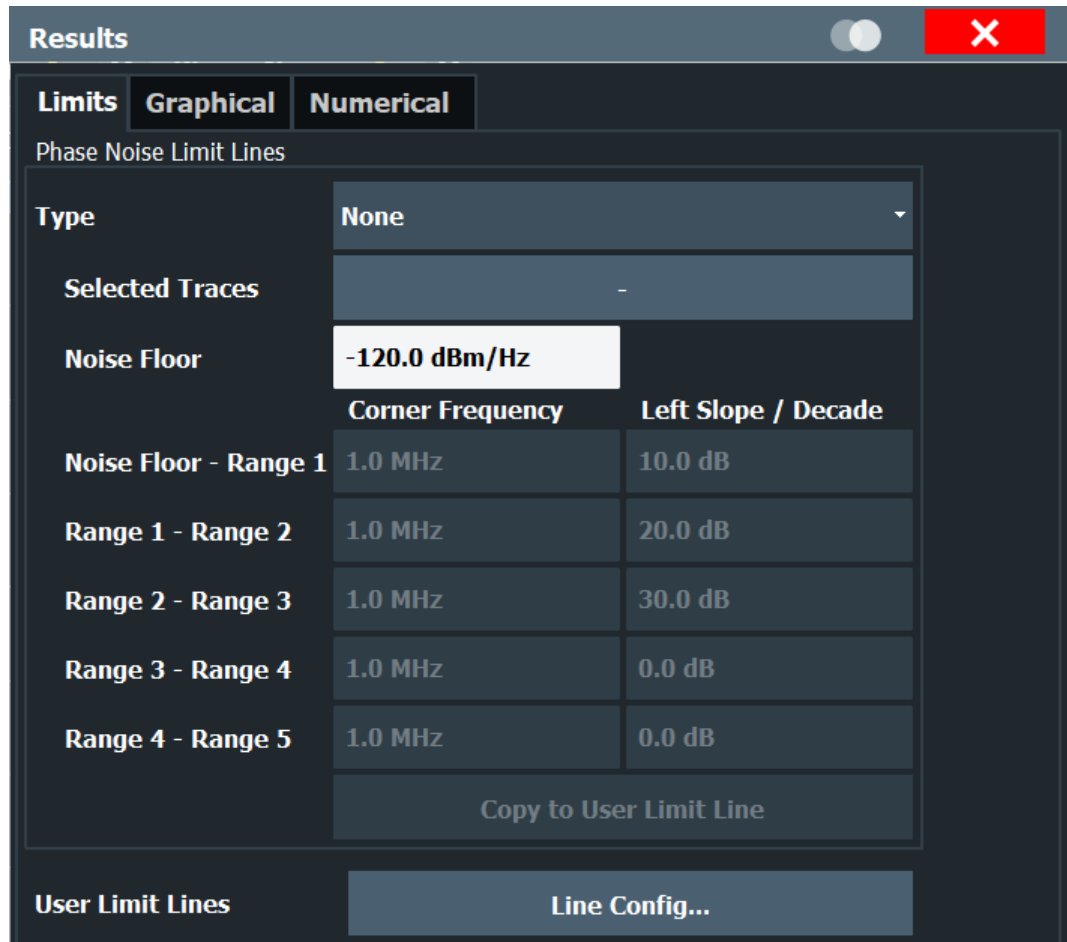 Results
Limits Graphical Numerical
Phase Noise Limit Lines
Type None
Selected Traces -
Noise Floor -120.0 dBm/Hz
Corner Frequency Left Slope / Decade
Noise Floor - Range 1 1.0 MHz 10.0 dB
Range 1 - Range 2 1.0 MHz 20.0 dB
Range 2 - Range 3 1.0 MHz 30.0 dB
Range 3 - Range 4 1.0 MHz 0.0 dB
Range 4 - Range 5 1.0 MHz 0.0 dB
Copy to User Limit Line
User Limit Lines Line Config...